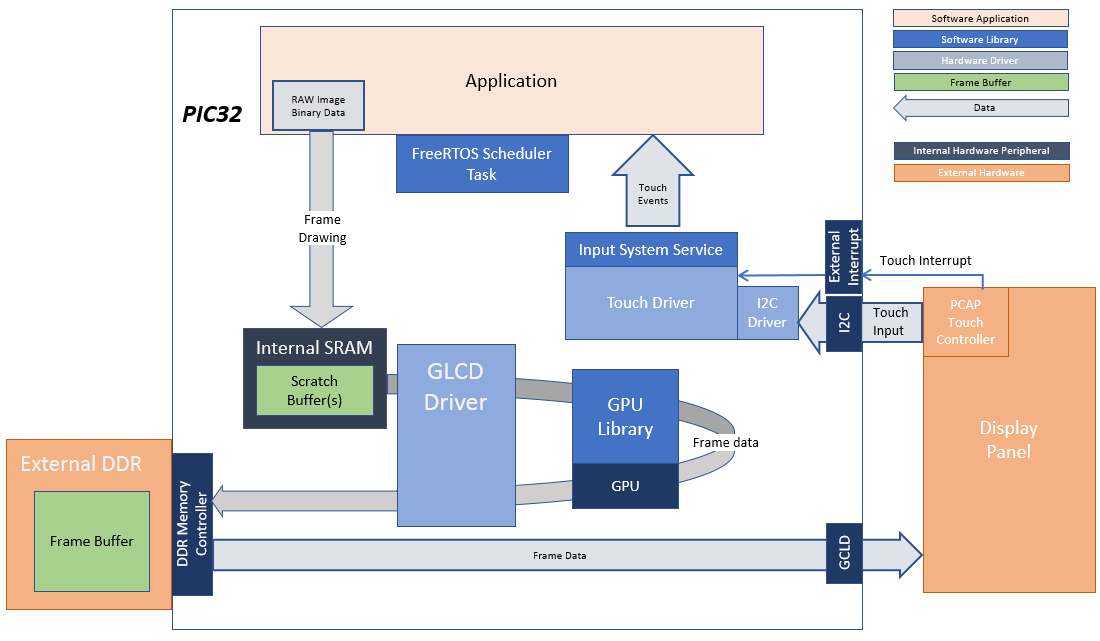 Software Application
Software Library
Hardware Driver
Frame Buffer
Data
Internal Hardware Peripheral
External Hardware
PIC32
Application
RAW Image
Binary Data
FreeRTOS Scheduler
Task
Touch
Events
Frame
Drawing
Input System Service
Touch Driver
I2C
Driver
External
Interrupt
Touch Interrupt
I2C
Touch
Input
PCAP
Touch
Controller
Display
Panel
Internal SRAM
Scratch
Buffer(s)
GLCD
Driver
GPU
Library
GPU
Frame data
External DDR
Frame Buffer
DDR Memory
Controller
Frame Data
GCLD